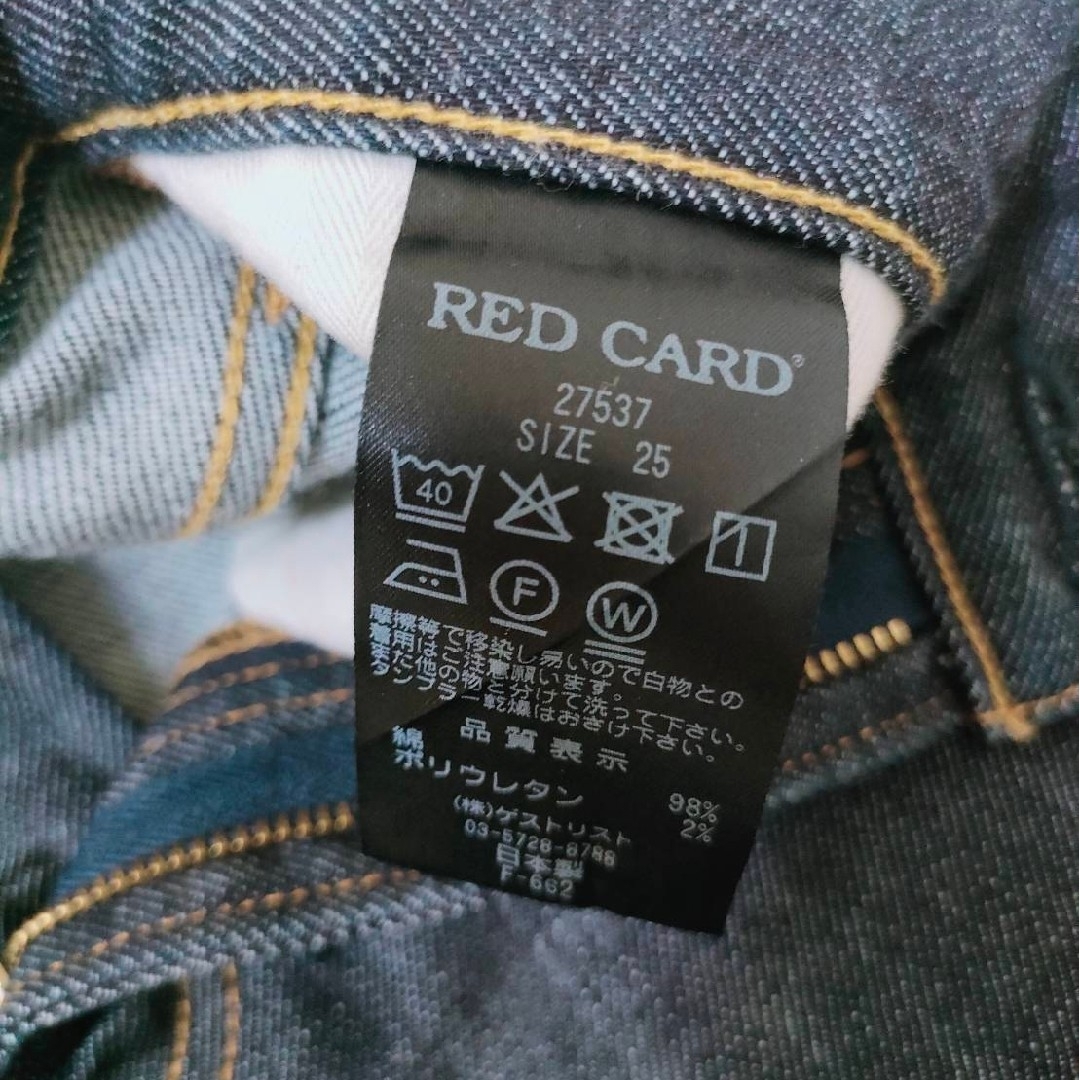 RED CARD®
27537
SIZE 25
40
F W
摩擦等で移染し易いので白物との
着用はご注意願います。
また他の物と分けて洗って下さい。
タンブラー乾燥はおさけ下さい。
品質表示
綿 98%
ポリウレタン 2%
(株)ゲストリスト
03-5728-8788
日本製
F-662